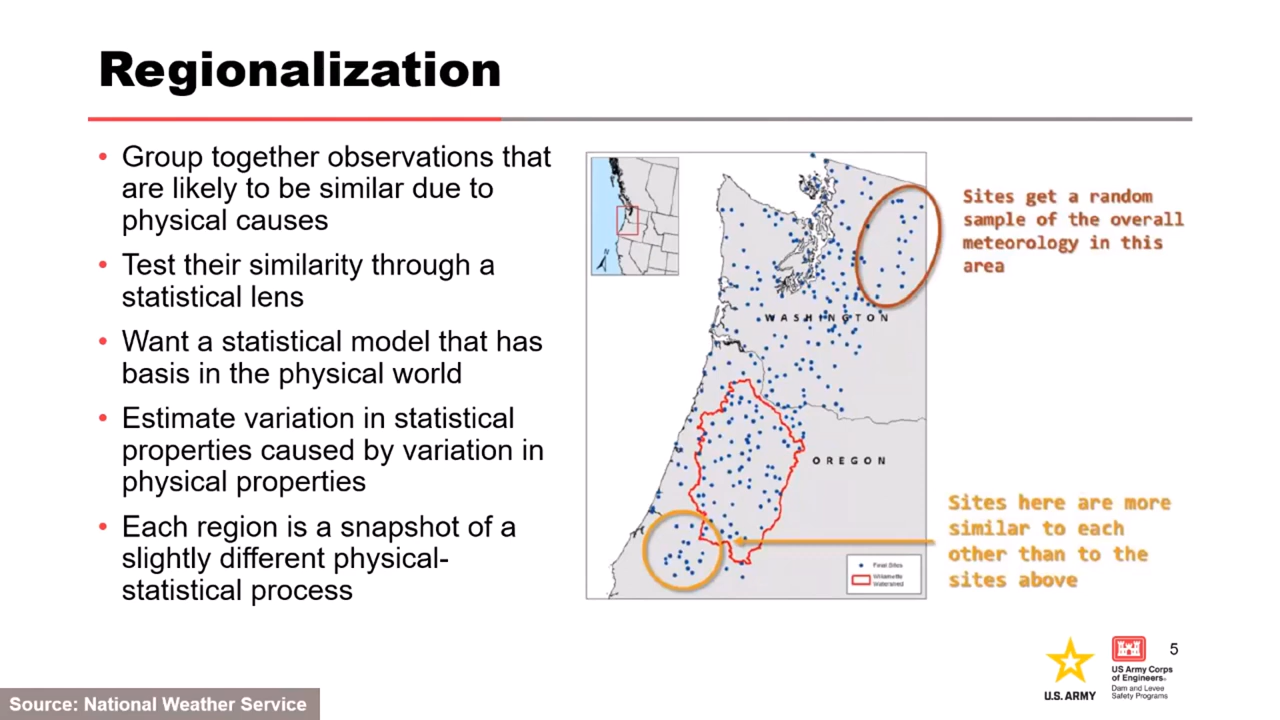 Regionalization
• Group together observations that
are likely to be similar due to
physical causes
• Test their similarity through a
statistical lens
• Want a statistical model that has
basis in the physical world
• Estimate variation in statistical
properties caused by variation in
physical properties
• Each region is a snapshot of a
slightly different physical-
statistical process
N
WASHINGTON
OREGON
Final Sites
Willamette
Watershed
Sites get a random
sample of the overall
meteorology in this
area
Sites here are more
similar to each
other than to the
sites above
U.S. ARMY
US Army Corps
of Engineers®
Dam and Levee
Safety Programs
5
Source: National Weather Service